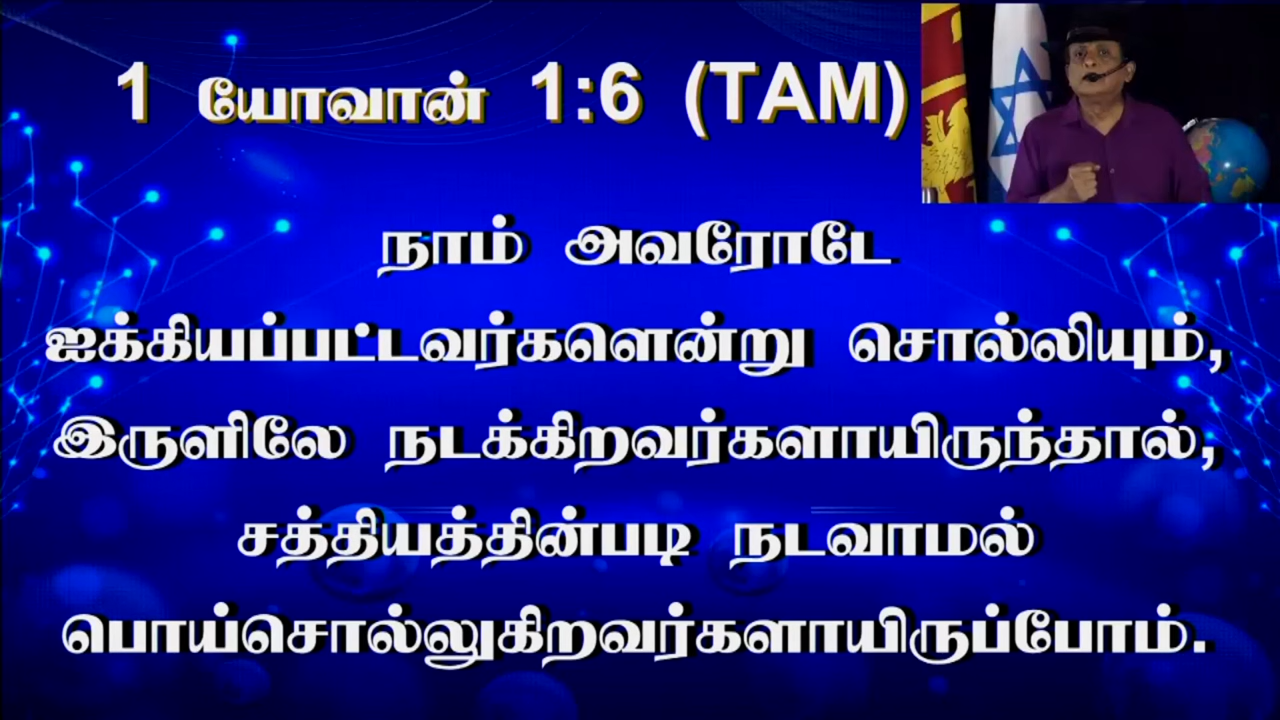 1 யோவான் 1:6 (TAM)
நாம் அவரோடே
ஐக்கியப்பட்டவர்களென்று சொல்லியும்,
இருளிலே நடக்கிறவர்களாயிருந்தால்,
சத்தியத்தின்படி நடவாமல்
பொய்சொல்லுகிறவர்களாயிருப்போம்.